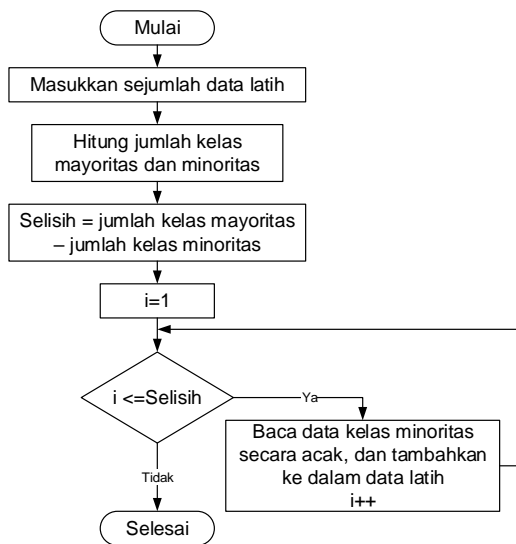 Mulai
Masukkan sejumlah data latih
Hitung jumlah kelas
mayoritas dan minoritas
Selisih = jumlah kelas mayoritas
– jumlah kelas minoritas
i=1
i <=Selisih
Ya
Baca data kelas minoritas
secara acak, dan tambahkan
ke dalam data latih
i++
Tidak
Selesai